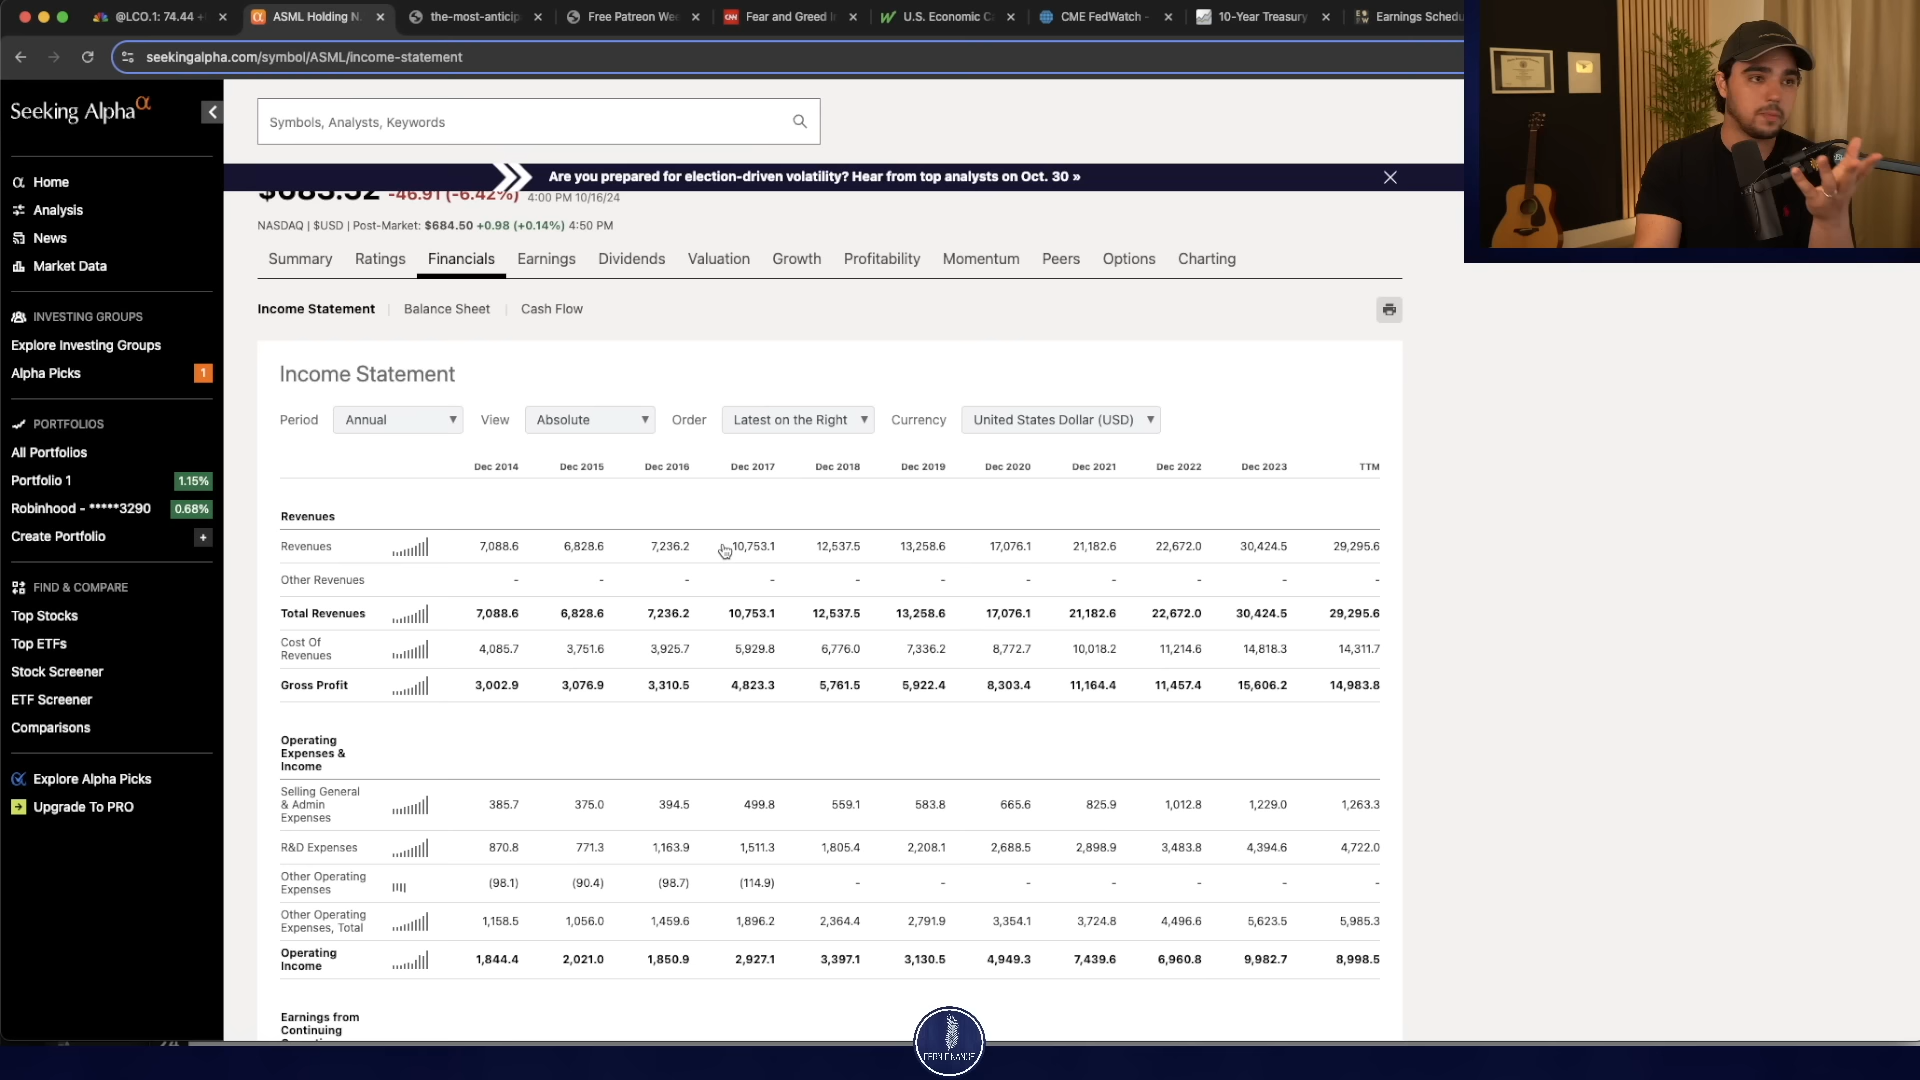 @LCO.1: 74.44
ASML Holding N
the-most-anticip
Free Patreon We
CNN Fear and Greed I
U.S. Economic C
CME FedWatch -
10-Year Treasury
Earnings Schedu
seekingalpha.com/symbol/ASML/income-statement
Seeking Alpha α
Symbols, Analysts, Keywords
Are you prepared for election-driven volatility? Hear from top analysts on Oct. 30 »
$683.52 -46.91 (-6.42%) 4:00 PM 10/16/24
NASDAQ | $USD | Post-Market: $684.50 +0.98 (+0.14%) 4:50 PM
Summary Ratings Financials Earnings Dividends Valuation Growth Profitability Momentum Peers Options Charting
Income Statement Balance Sheet Cash Flow
Home
Analysis
News
Market Data
INVESTING GROUPS
Explore Investing Groups
Alpha Picks 1
PORTFOLIOS
All Portfolios
Portfolio 1 1.15%
Robinhood - *****3290 0.68%
Create Portfolio +
FIND & COMPARE
Top Stocks
Top ETFs
Stock Screener
ETF Screener
Comparisons
Explore Alpha Picks
Upgrade To PRO
Income Statement
Period Annual View Absolute Order Latest on the Right Currency United States Dollar (USD)
Dec 2014 Dec 2015 Dec 2016 Dec 2017 Dec 2018 Dec 2019 Dec 2020 Dec 2021 Dec 2022 Dec 2023 TTM
Revenues
Revenues 7,088.6 6,828.6 7,236.2 10,753.1 12,537.5 13,258.6 17,076.1 21,182.6 22,672.0 30,424.5 29,295.6
Other Revenues - - - - - - - - - - -
Total Revenues 7,088.6 6,828.6 7,236.2 10,753.1 12,537.5 13,258.6 17,076.1 21,182.6 22,672.0 30,424.5 29,295.6
Cost Of
Revenues 4,085.7 3,751.6 3,925.7 5,929.8 6,776.0 7,336.2 8,772.7 10,018.2 11,214.6 14,818.3 14,311.7
Gross Profit 3,002.9 3,076.9 3,310.5 4,823.3 5,761.5 5,922.4 8,303.4 11,164.4 11,457.4 15,606.2 14,983.8
Operating
Expenses &
Income
Selling General
& Admin
Expenses 385.7 375.0 394.5 499.8 559.1 583.8 665.6 825.9 1,012.8 1,229.0 1,263.3
R&D Expenses 870.8 771.3 1,163.9 1,511.3 1,805.4 2,208.1 2,688.5 2,898.9 3,483.8 4,394.6 4,722.0
Other Operating
Expenses (98.1) (90.4) (98.7) (114.9) - - - - - - -
Other Operating
Expenses, Total 1,158.5 1,056.0 1,459.6 1,896.2 2,364.4 2,791.9 3,354.1 3,724.8 4,496.6 5,623.5 5,985.3
Operating
Income 1,844.4 2,021.0 1,850.9 2,927.1 3,397.1 3,130.5 4,949.3 7,439.6 6,960.8 9,982.7 8,998.5
Earnings from
Continuing